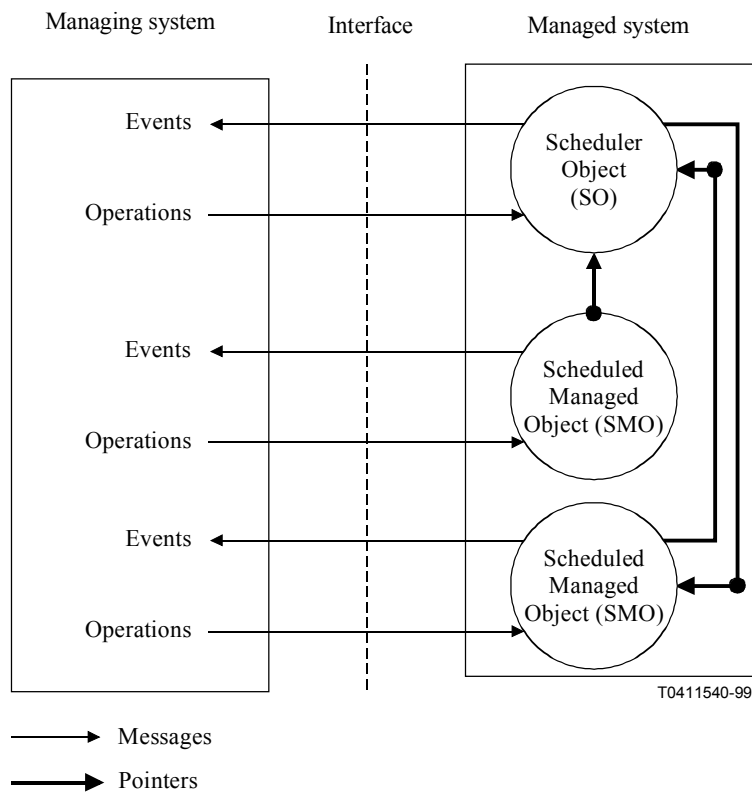 Managing system
Interface
Managed system
Events
Scheduler
Object
(SO)
Operations
Events
Scheduled
Managed
Object (SMO)
Operations
Events
Scheduled
Managed
Object (SMO)
Operations
T0411540-99
Messages
Pointers